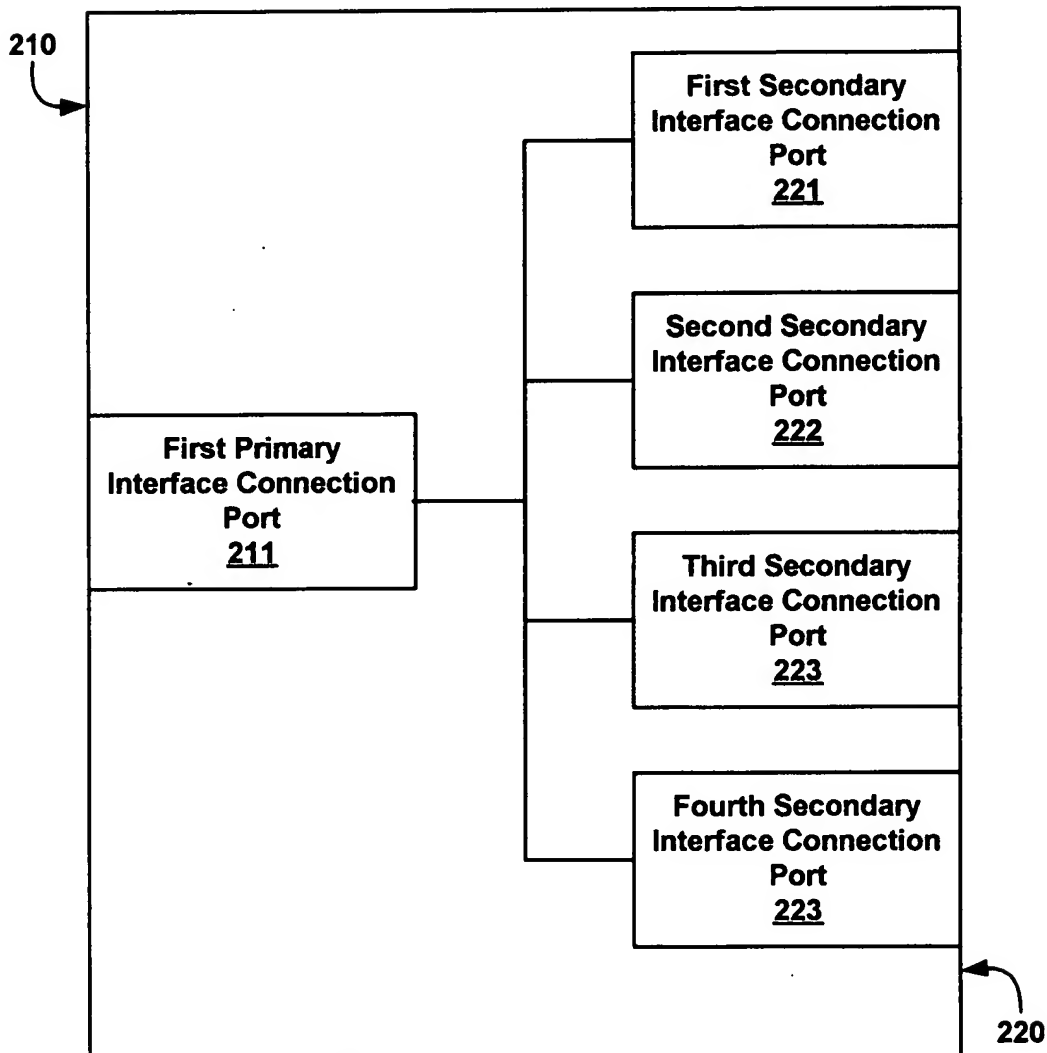 210
First Secondary
Interface Connection
Port
221
Second Secondary
Interface Connection
Port
222
First Primary
Interface Connection
Port
211
Third Secondary
Interface Connection
Port
223
Fourth Secondary
Interface Connection
Port
223
220